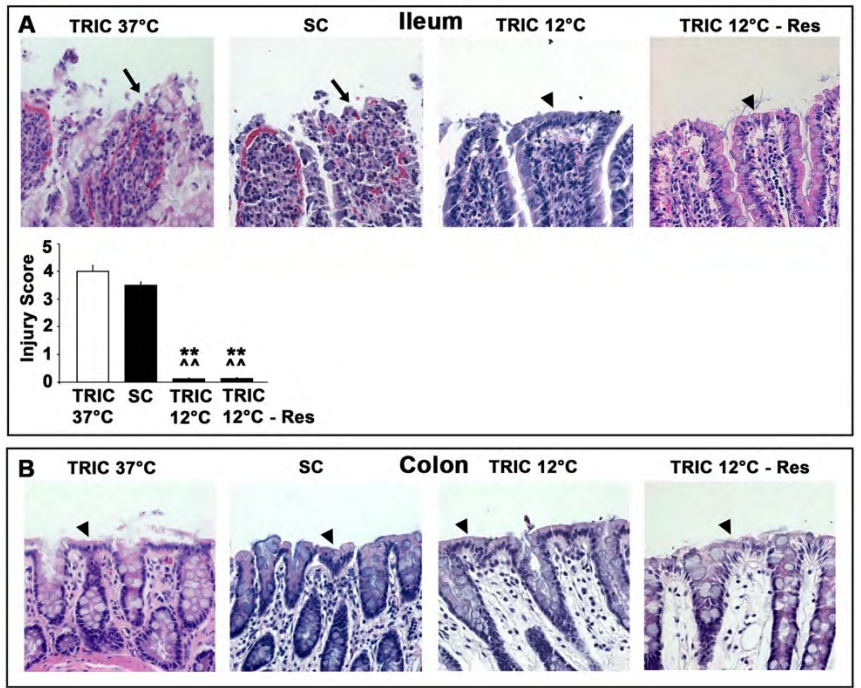 A
Ileum
TRIC 37°C
SC
TRIC 12°C
TRIC 12°C - Res
Injury Score
5
4
3
2
1
0
**
^^
**
^^
TRIC 37°C
SC
TRIC 12°C
TRIC 12°C - Res
B
Colon
TRIC 37°C
SC
TRIC 12°C
TRIC 12°C - Res